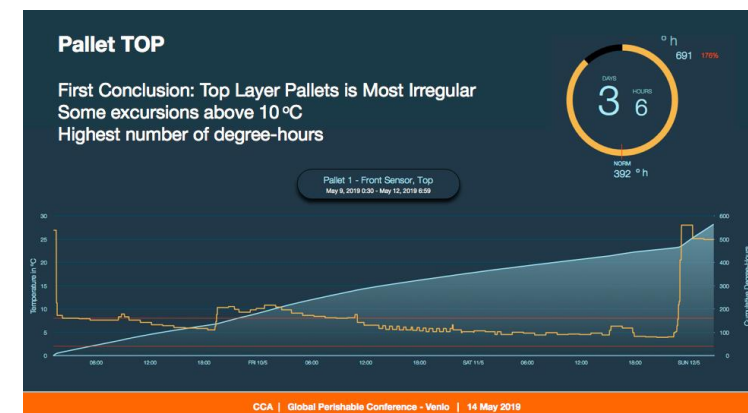 Pallet TOP
First Conclusion: Top Layer Pallets is Most Irregular
Some excursions above 10 ºC
Highest number of degree-hours
º h
691 176%
DAYS HOURS
3 6
NORM
392 º h
Pallet 1 - Front Sensor, Top
May 9, 2019 0:30 - May 12, 2019 6:59
30 600
25 500
20 400
15 300
10 200
5 100
0 0
Temperature in ºC
Cumulative Degree-Hours
06:00 12:00 18:00 FRI 10/5 06:00 12:00 18:00 SAT 11/5 06:00 12:00 18:00 SUN 12/5
CCA | Global Perishable Conference - Venlo | 14 May 2019